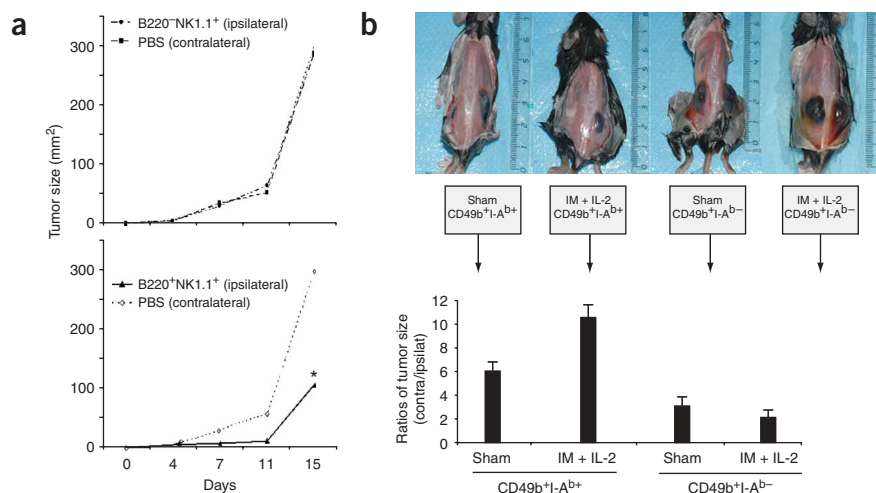 a
B220⁻NK1.1⁺ (ipsilateral)
PBS (contralateral)
300
200
100
50
0
Tumor size (mm²)
B220⁺NK1.1⁺ (ipsilateral)
PBS (contralateral)
300
200
100
50
0
*
0 4 7 11 15
Days
b
Sham
CD49b⁺I-Aᵇ⁺
IM + IL-2
CD49b⁺I-Aᵇ⁺
Sham
CD49b⁺I-Aᵇ⁻
IM + IL-2
CD49b⁺I-Aᵇ⁻
Ratios of tumor size
(contra/ipsilat)
12
10
8
6
4
2
0
Sham IM + IL-2 Sham IM + IL-2
CD49b⁺I-Aᵇ⁺ CD49b⁺I-Aᵇ⁻